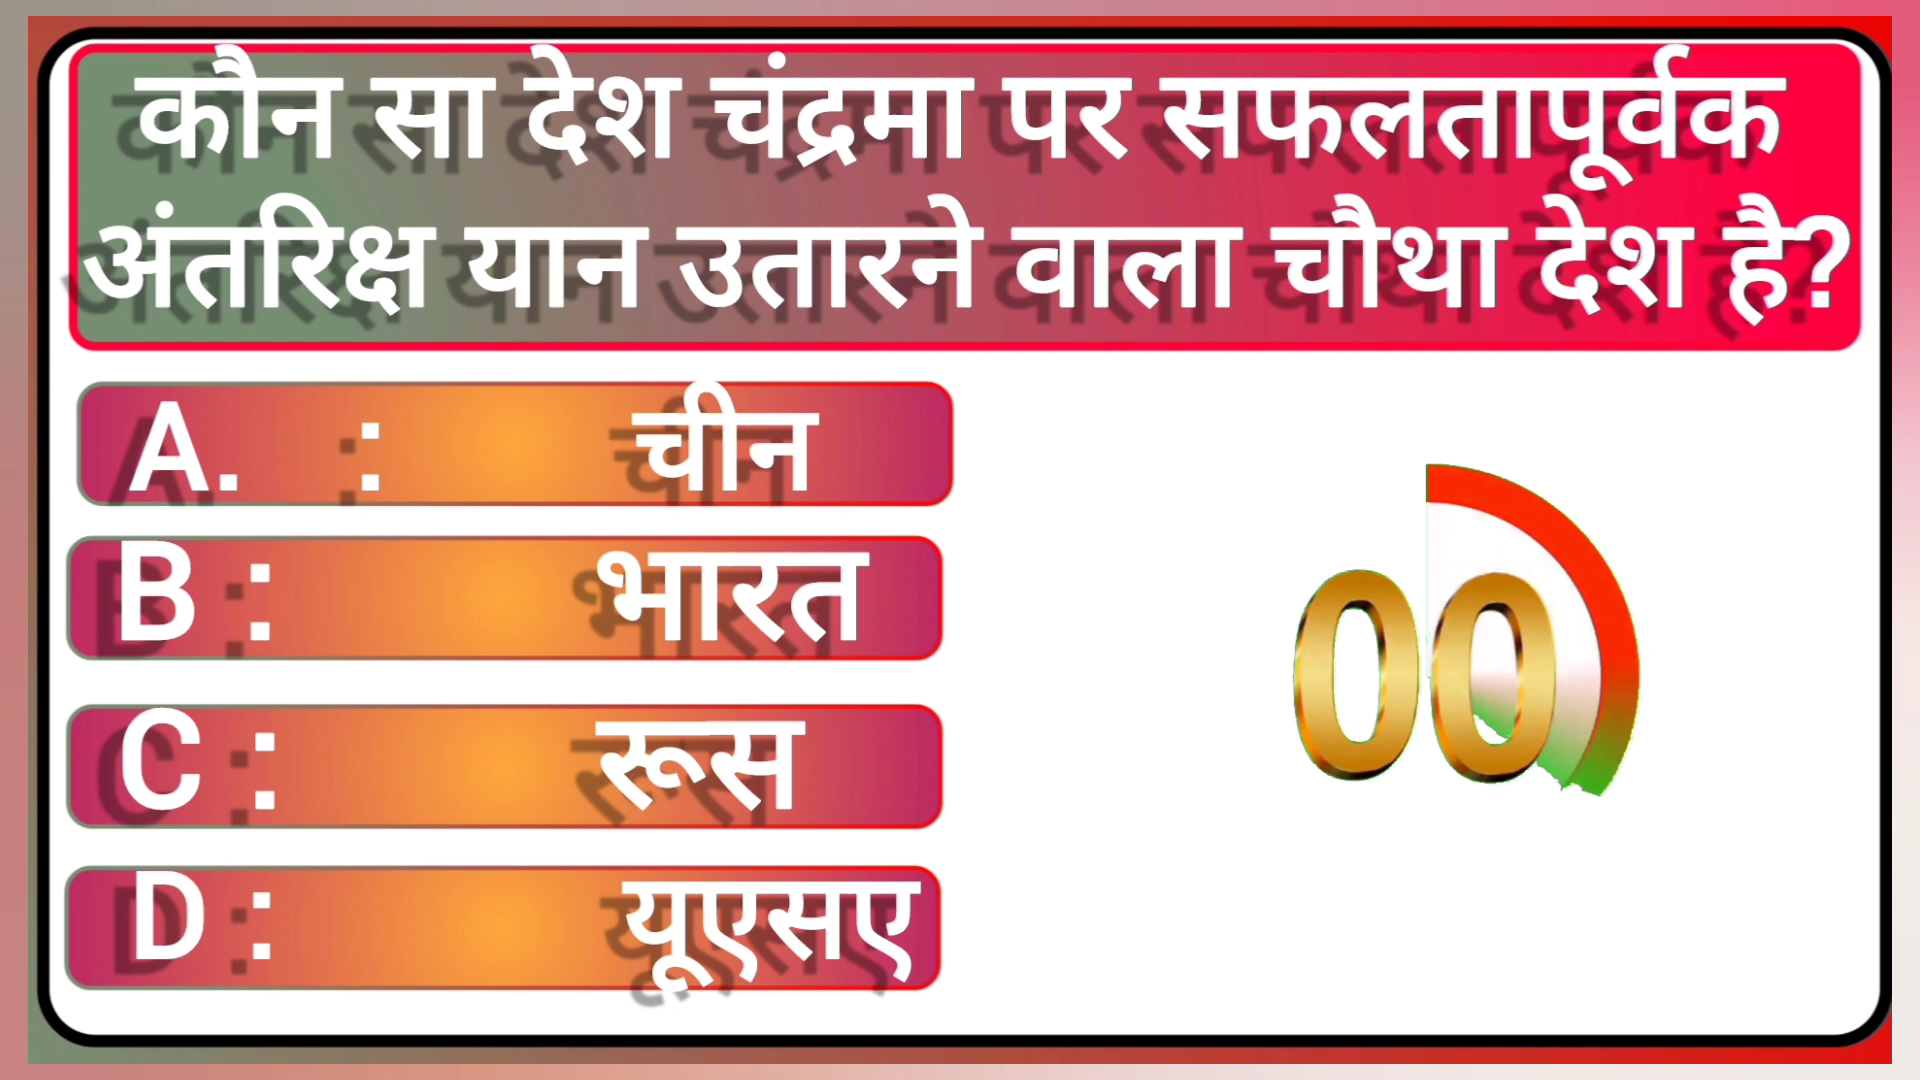 कौन सा देश चंद्रमा पर सफलतापूर्वक
अंतरिक्ष यान उतारने वाला चौथा देश है?
A. : चीन
B : भारत
00
C : रूस
D : यूएसए